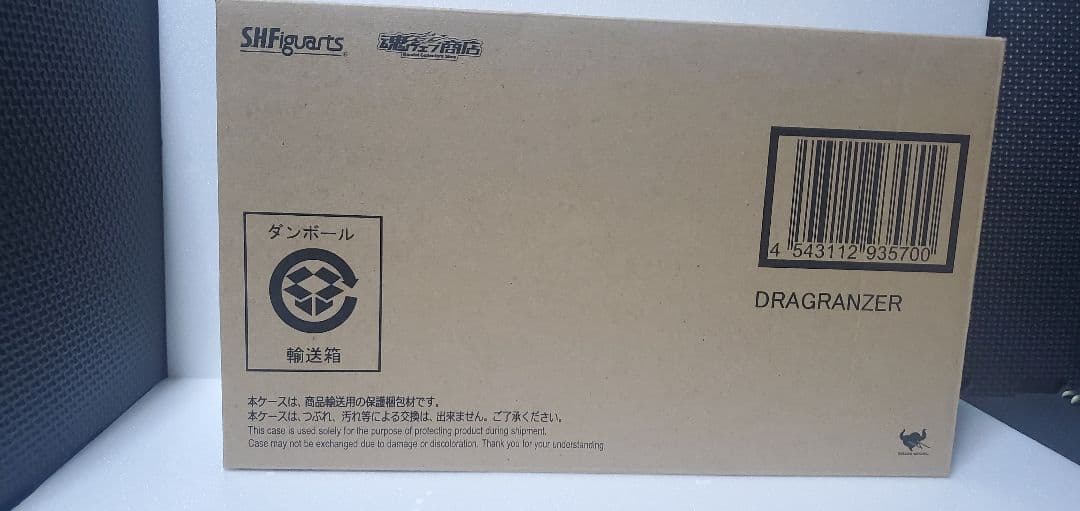 S.H.Figuarts
魂ウェブ商店
4 543112 935700
DRAGRANZER
ダンボール
輸送箱
本ケースは、商品輸送用の保護梱包材です。
本ケースは、つぶれ、汚れ等による交換は、出来ません。ご了承ください。
This case is used solely for the purpose of protecting product during shipment.
Case may not be exchanged due to damage or discoloration. Thank you for your understanding.